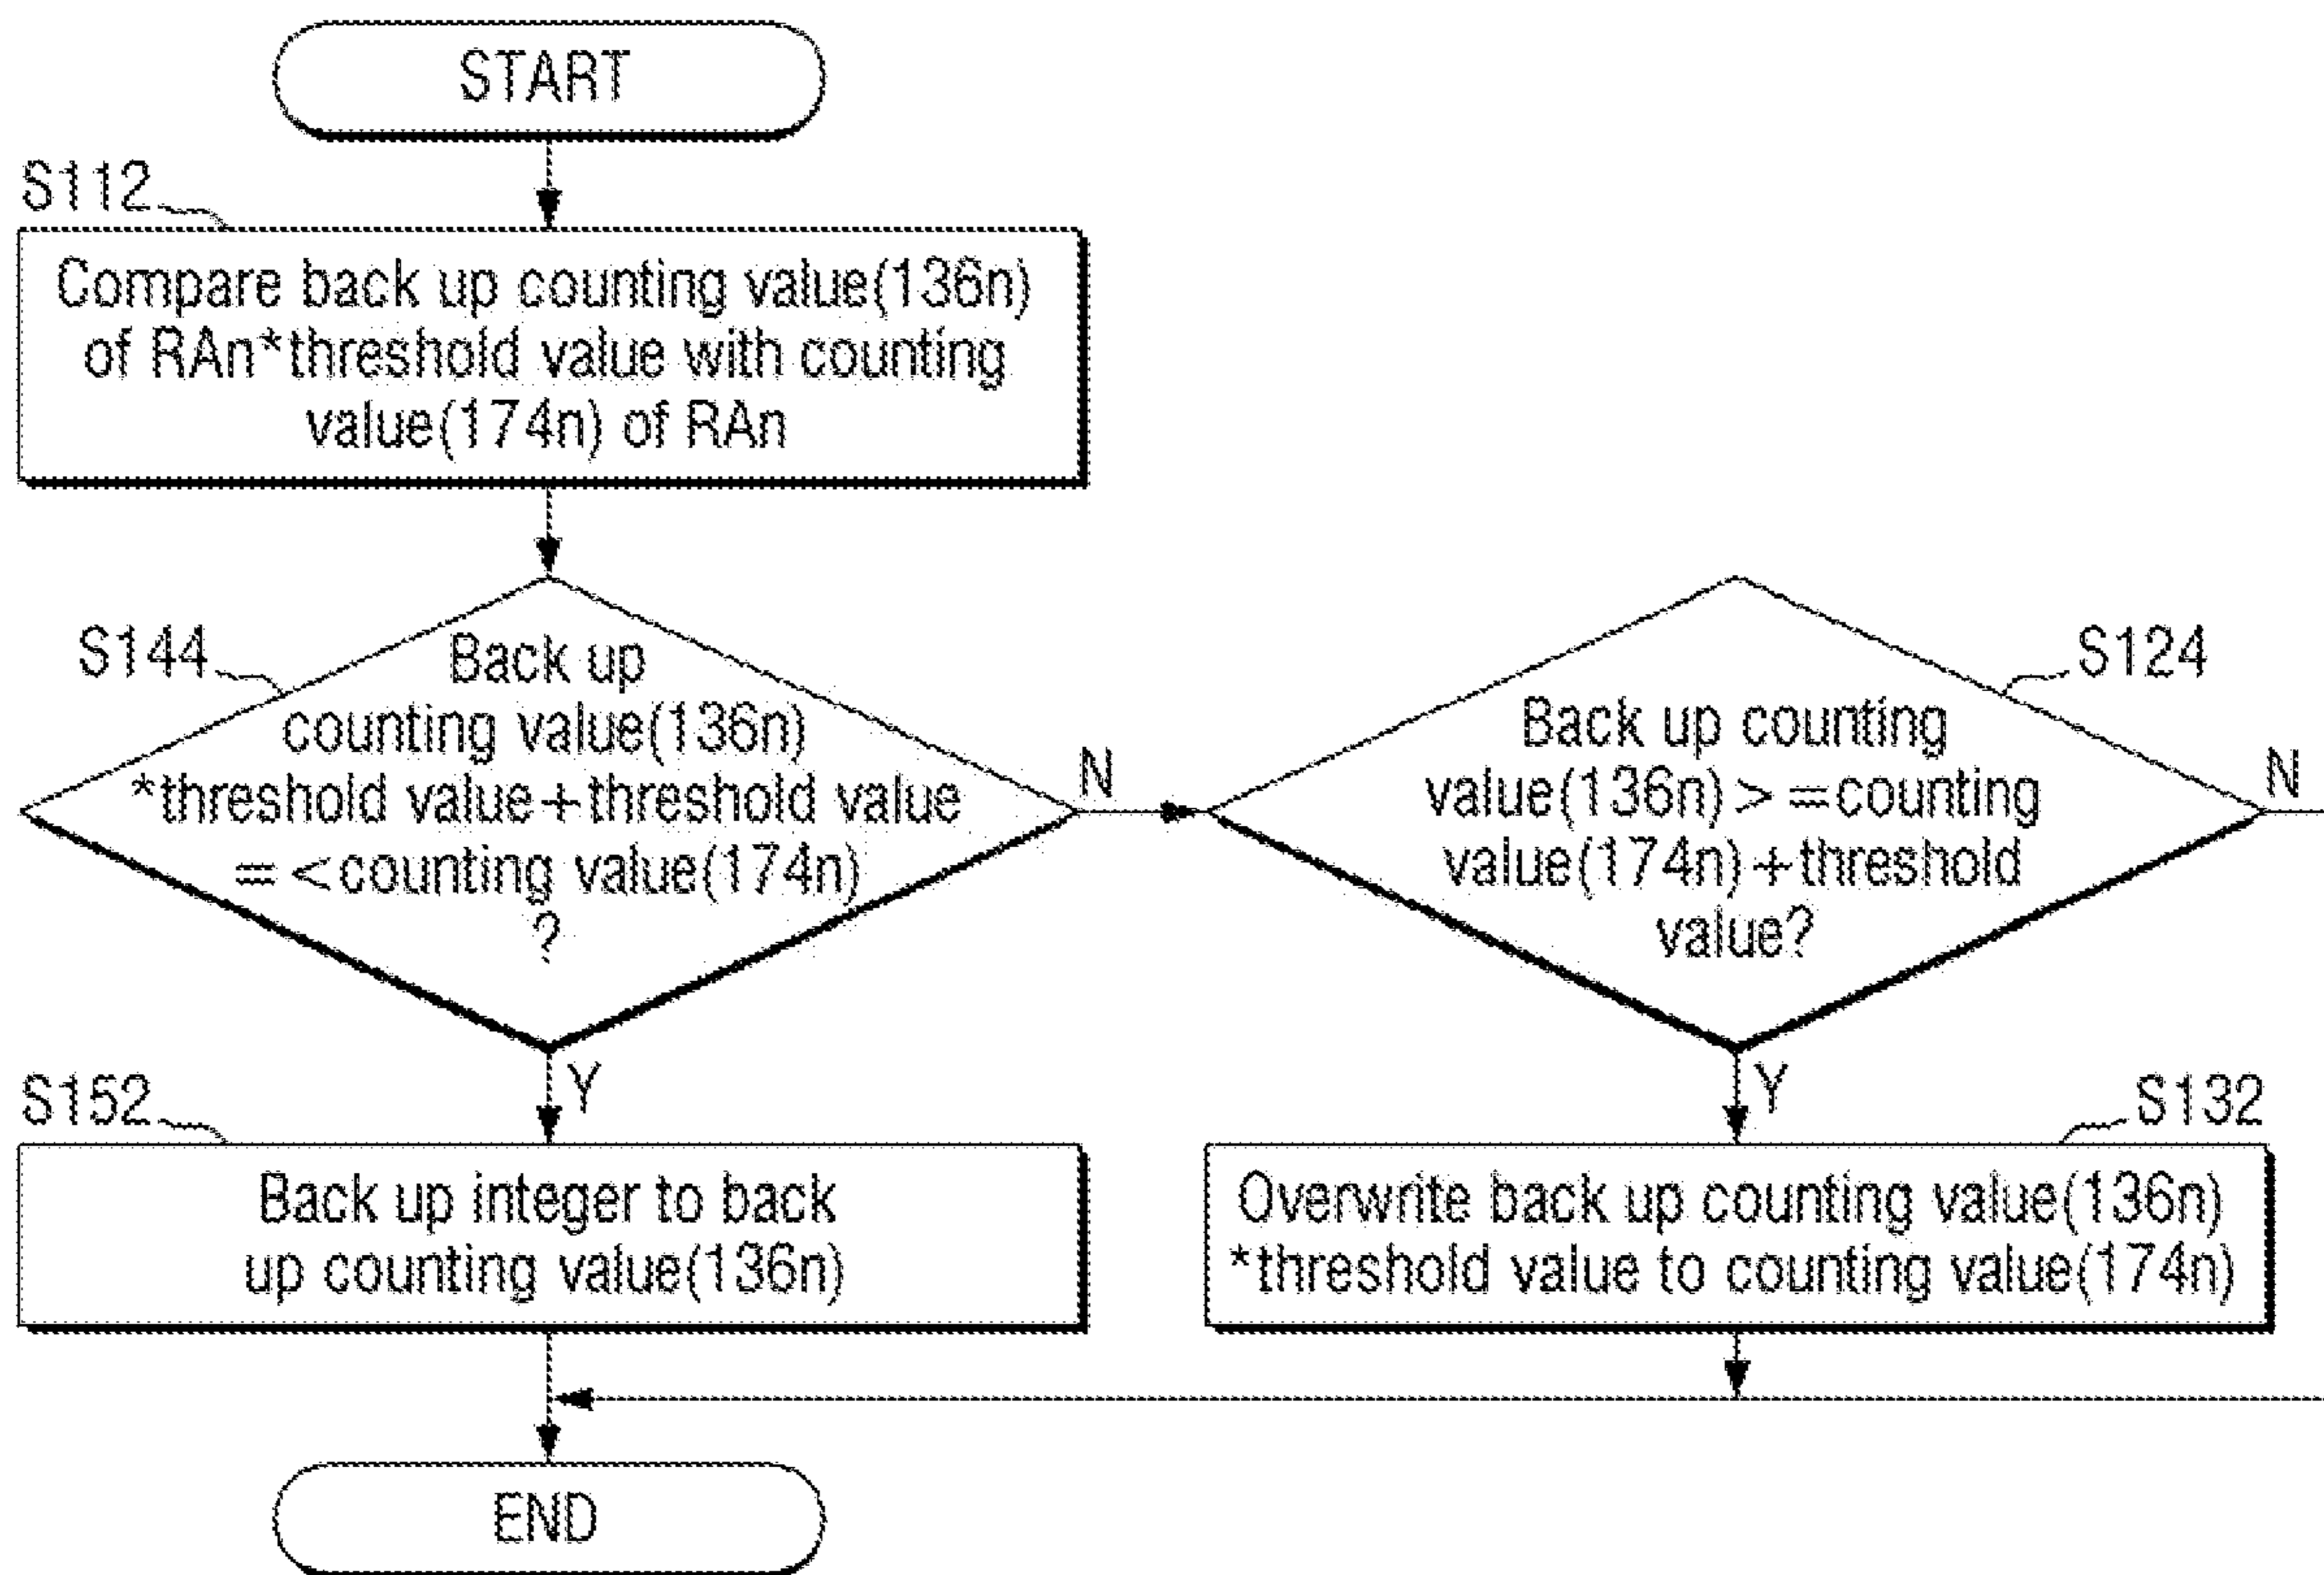 START
S112
Compare back up counting value(136n)
of RAn*threshold value with counting
value(174n) of RAn
S144
Back up
counting value(136n)
*threshold value+threshold value
=<counting value(174n)
?
N
S124
Back up counting
value(136n)>=counting
value(174n)+threshold
value?
N
Y
S152
Back up integer to back
up counting value(136n)
Y
S132
Overwrite back up counting value(136n)
*threshold value to counting value(174n)
END